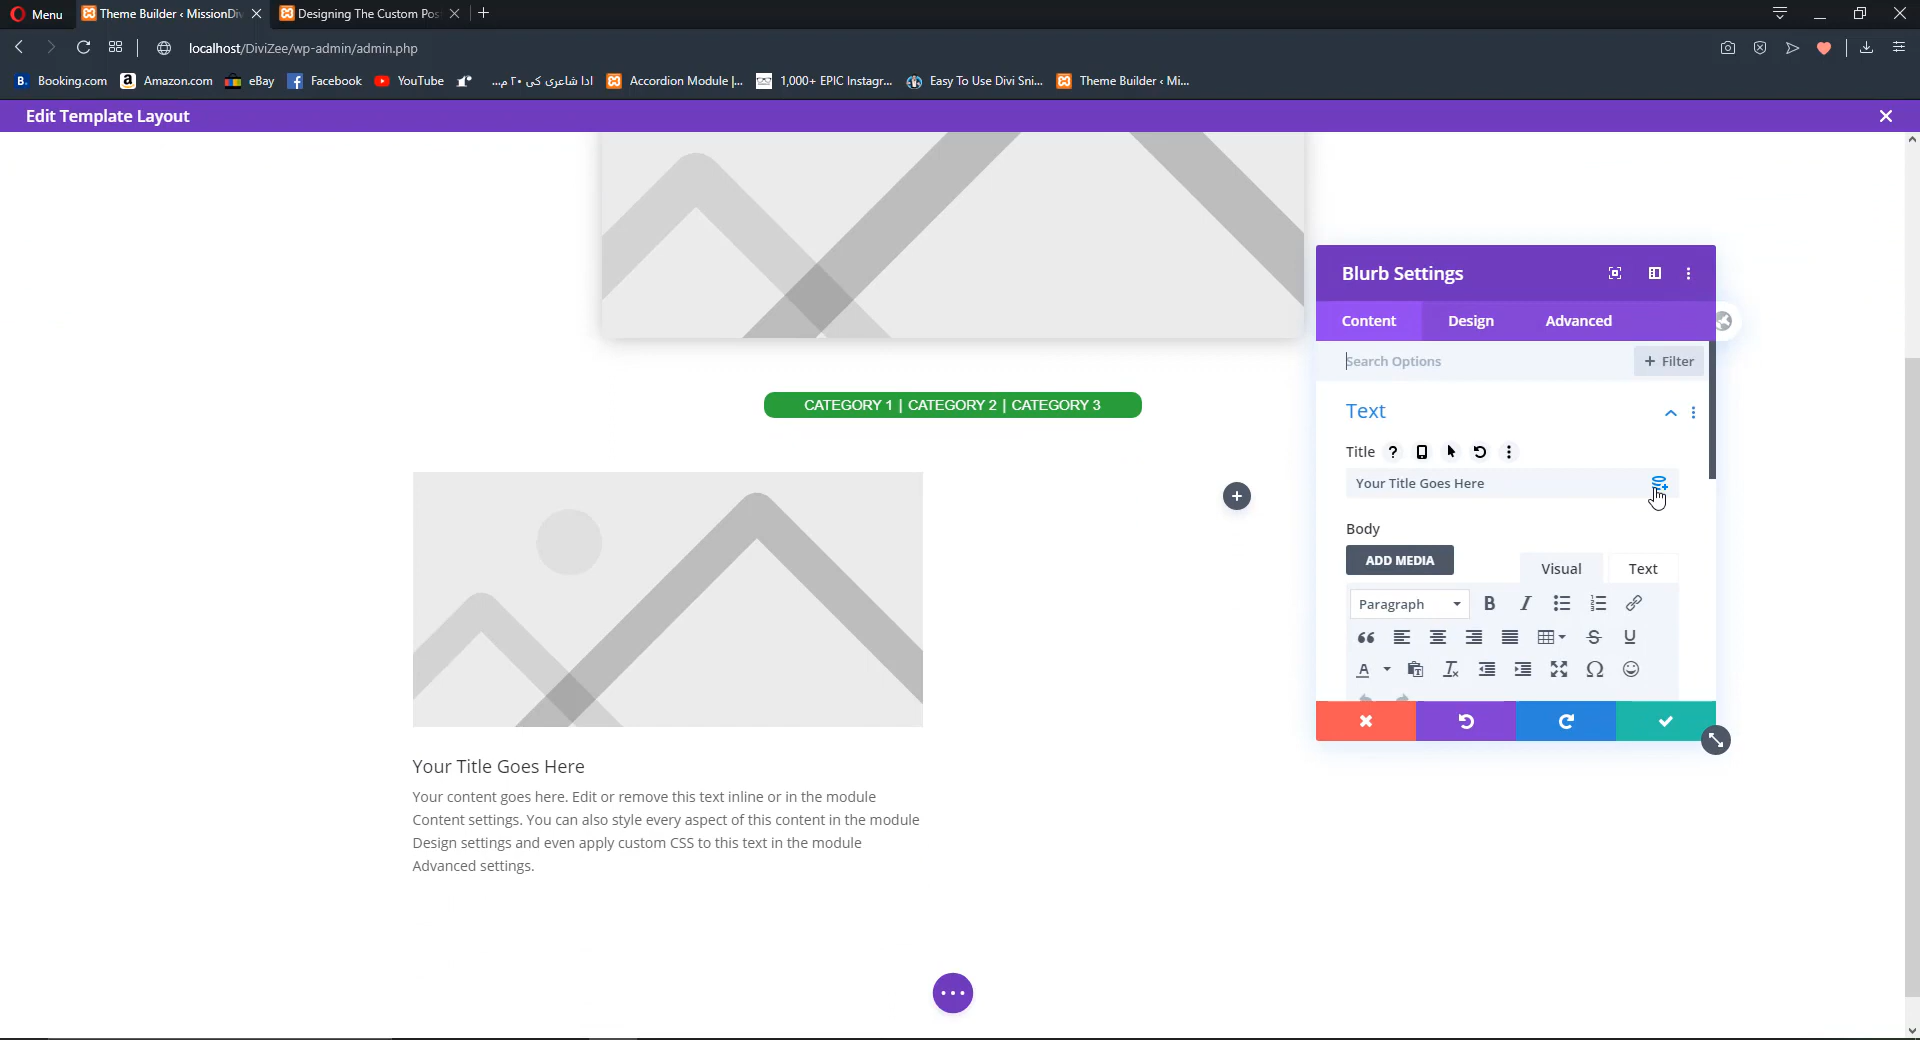 Menu
Theme Builder ‹ MissionDiv
Designing The Custom Pos
localhost/DiviZee/wp-admin/admin.php
B. Booking.com
a Amazon.com
eBay
Facebook
YouTube
ادا شاعری کی ۲۰ م...
Accordion Module |...
1,000+ EPIC Instagr...
Easy To Use Divi Sni...
Theme Builder ‹ Mi...
Edit Template Layout
CATEGORY 1 | CATEGORY 2 | CATEGORY 3
Your Title Goes Here
Your content goes here. Edit or remove this text inline or in the module
Content settings. You can also style every aspect of this content in the module
Design settings and even apply custom CSS to this text in the module
Advanced settings.
Blurb Settings
Content Design Advanced
Search Options
+ Filter
Text
Title ?
Your Title Goes Here
Body
ADD MEDIA
Visual Text
Paragraph B I
S U
A Ω